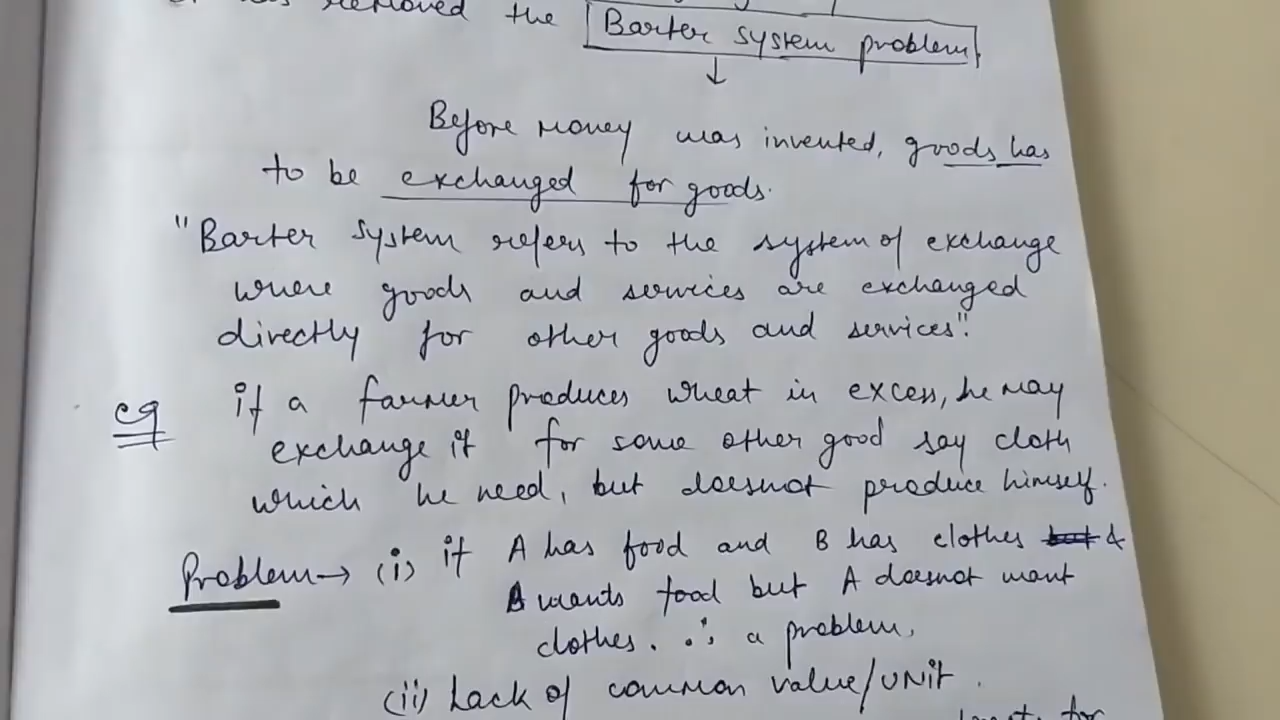 removed the Barter system problem
↓
Before money was invented, goods has
to be exchanged for goods.
"Barter system refers to the system of exchange
where goods and services are exchanged
directly for other goods and services".
eg if a farmer produces wheat in excess, he may
exchange it for some other good say cloth
which he need, but doesnot produce himself.
Problem → (i) if A has food and B has clothes &
B wants food but A doesnot want
clothes. ∴ a problem,
(ii) Lack of common value/UNit.
for